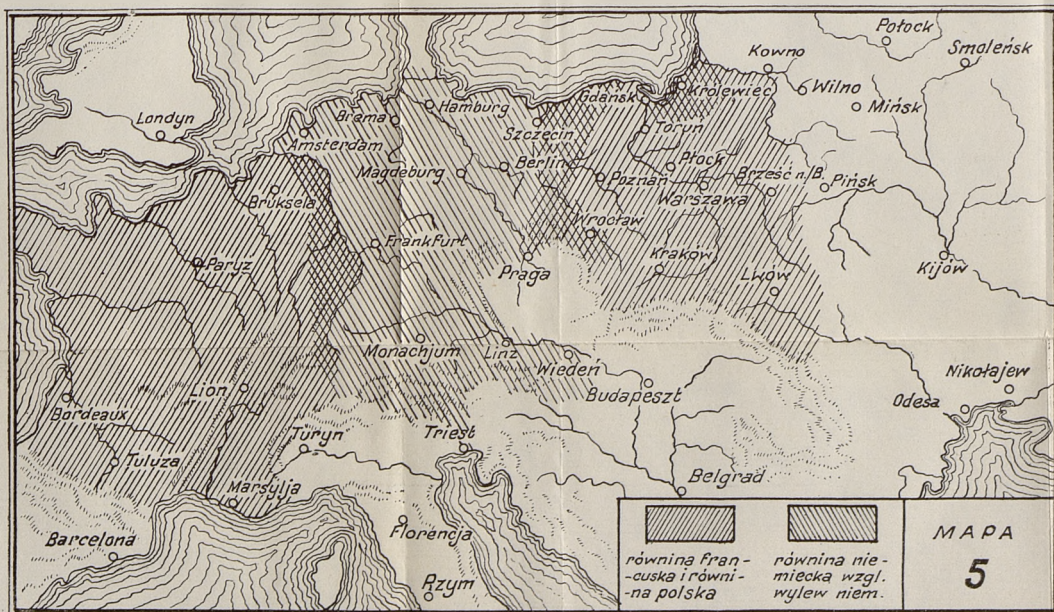 Połock
Smoleńsk
Kowno
Wilno
Mińsk
Królewiec
Gdańsk
Hamburg
Brema
Londyn
Amsterdam
Szczecin
Toruń
Berlin
Płock
Magdeburg
Poznań
Brześć n./B.
Pińsk
Warszawa
Bruksela
Wrocław
Frankfurt
Paryz
Praga
Kraków
Lwów
Kijów
Monachjum
Linz
Wiedeń
Budapeszt
Nikołajew
Odesa
Lion
Bordeaux
Turyn
Triest
Tuluza
Belgrad
Marsylja
Florencja
Barcelona
Rzym
równina fran-
-cuska i równi-
-na polska
równina nie-
miecka wzgl.
wylew niem.
MAPA
5